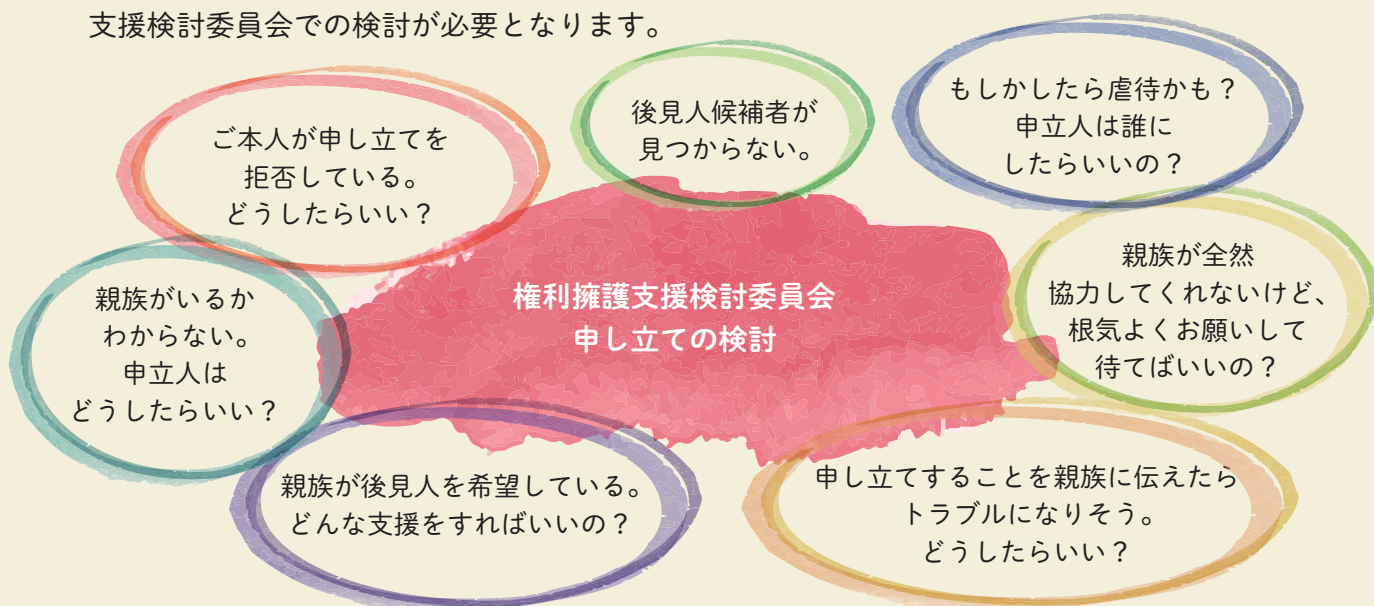 支援検討委員会での検討が必要となります。
ご本人が申し立てを
拒否している。
どうしたらいい？
後見人候補者が
見つからない。
もしかしたら虐待かも？
申立人は誰に
したらいいの？
親族がいるか
わからない。
申立人は
どうしたらいい？
権利擁護支援検討委員会
申し立ての検討
親族が全然
協力してくれないけど、
根気よくお願いして
待てばいいの？
親族が後見人を希望している。
どんな支援をすればいいの？
申し立てすることを親族に伝えたら
トラブルになりそう。
どうしたらいい？